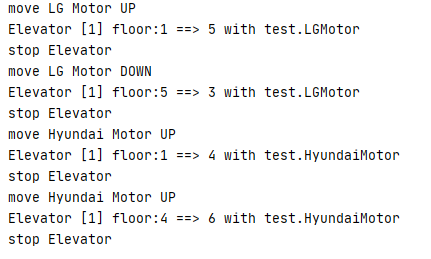 move LG Motor UP
Elevator [1] floor:1 ==> 5 with test.LGMotor
stop Elevator
move LG Motor DOWN
Elevator [1] floor:5 ==> 3 with test.LGMotor
stop Elevator
move Hyundai Motor UP
Elevator [1] floor:1 ==> 4 with test.HyundaiMotor
stop Elevator
move Hyundai Motor UP
Elevator [1] floor:4 ==> 6 with test.HyundaiMotor
stop Elevator